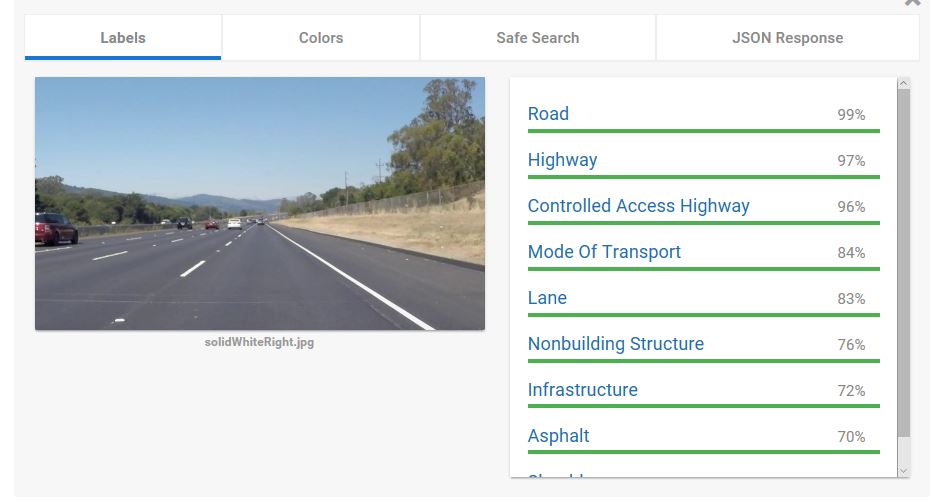 Labels
Colors
Safe Search
JSON Response
solidWhiteRight.jpg
Road 99%
Highway 97%
Controlled Access Highway 96%
Mode Of Transport 84%
Lane 83%
Nonbuilding Structure 76%
Infrastructure 72%
Asphalt 70%